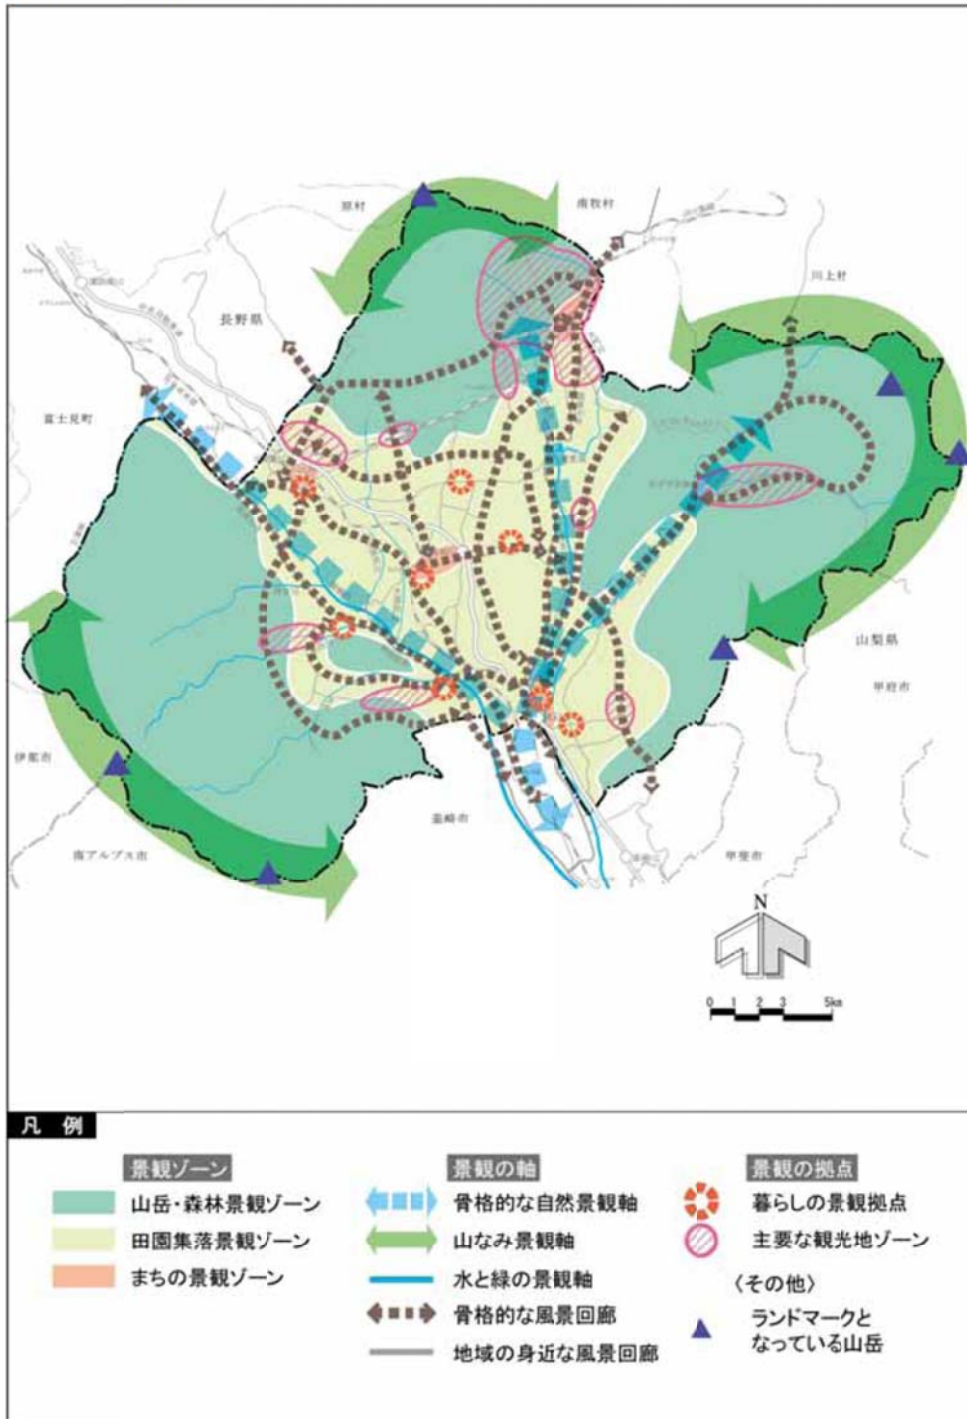 原村
南牧村
川上村
長野県
富士見町
山梨県
甲府市
伊那市
韮崎市
南アルプス市
甲斐市
N
0 1 2 3 5km
凡 例
景観ゾーン
山岳・森林景観ゾーン
田園集落景観ゾーン
まちの景観ゾーン
景観の軸
骨格的な自然景観軸
山なみ景観軸
水と緑の景観軸
骨格的な風景回廊
地域の身近な風景回廊
景観の拠点
暮らしの景観拠点
主要な観光地ゾーン
〈その他〉
ランドマークと
なっている山岳